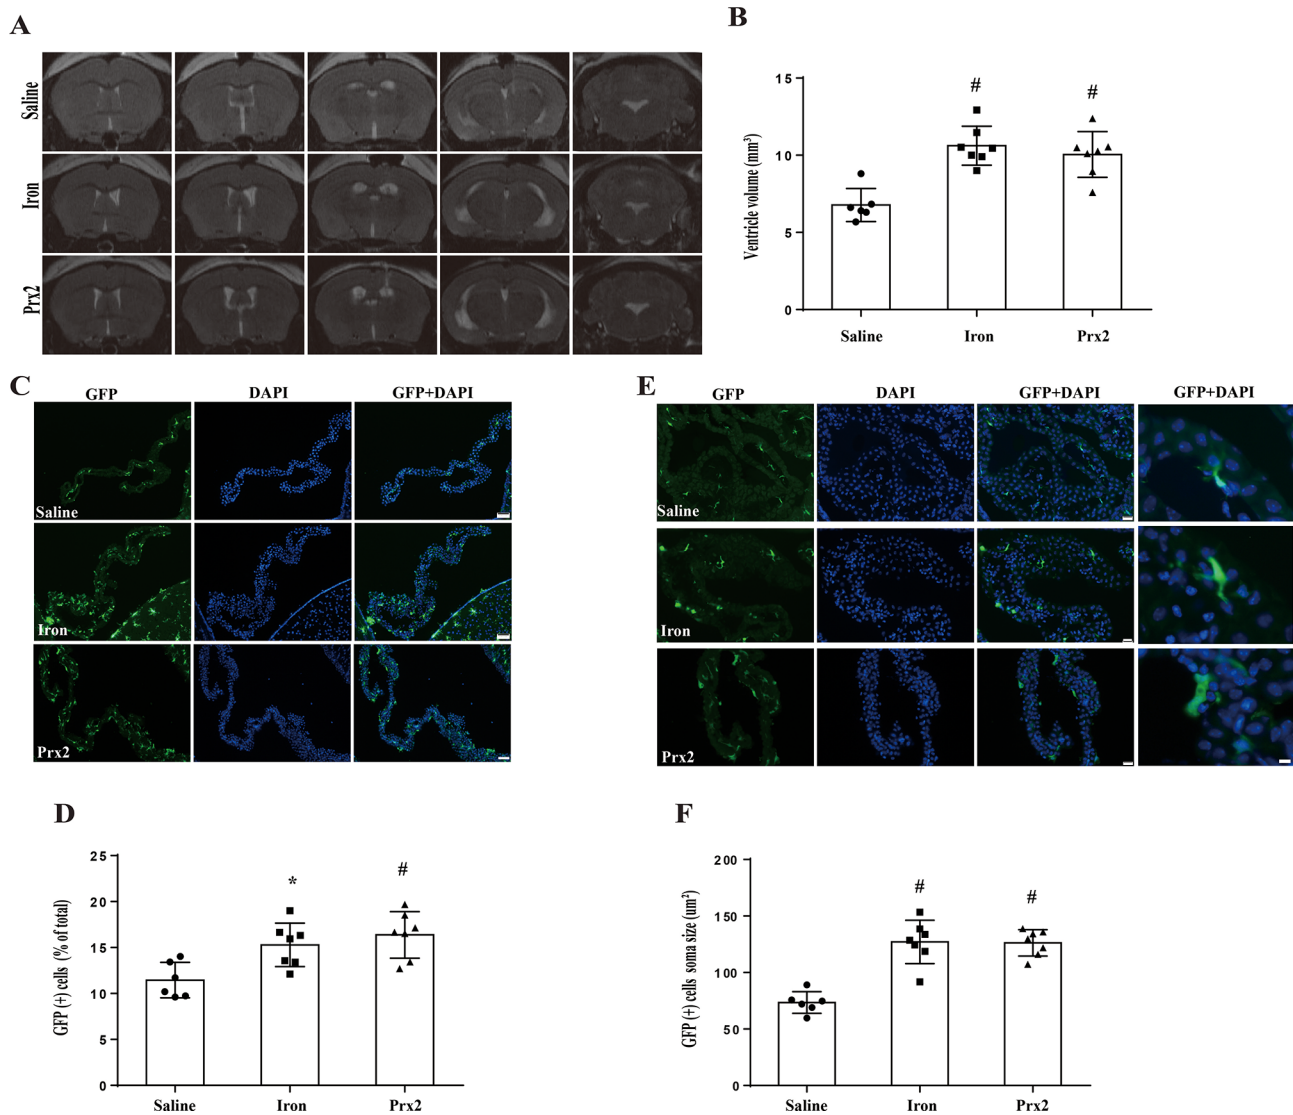 A
Saline
Iron
Prx2
B
Ventricle volume (mm³)
15
10
5
0
#
#
Saline Iron Prx2
C
GFP DAPI GFP+DAPI
Saline
Iron
Prx2
E
GFP DAPI GFP+DAPI GFP+DAPI
Saline
Iron
Prx2
D
GFP (+) cells (% of total)
25
20
15
10
5
0
*
#
Saline Iron Prx2
F
GFP (+) cells soma size (um²)
200
150
100
50
0
#
#
Saline Iron Prx2